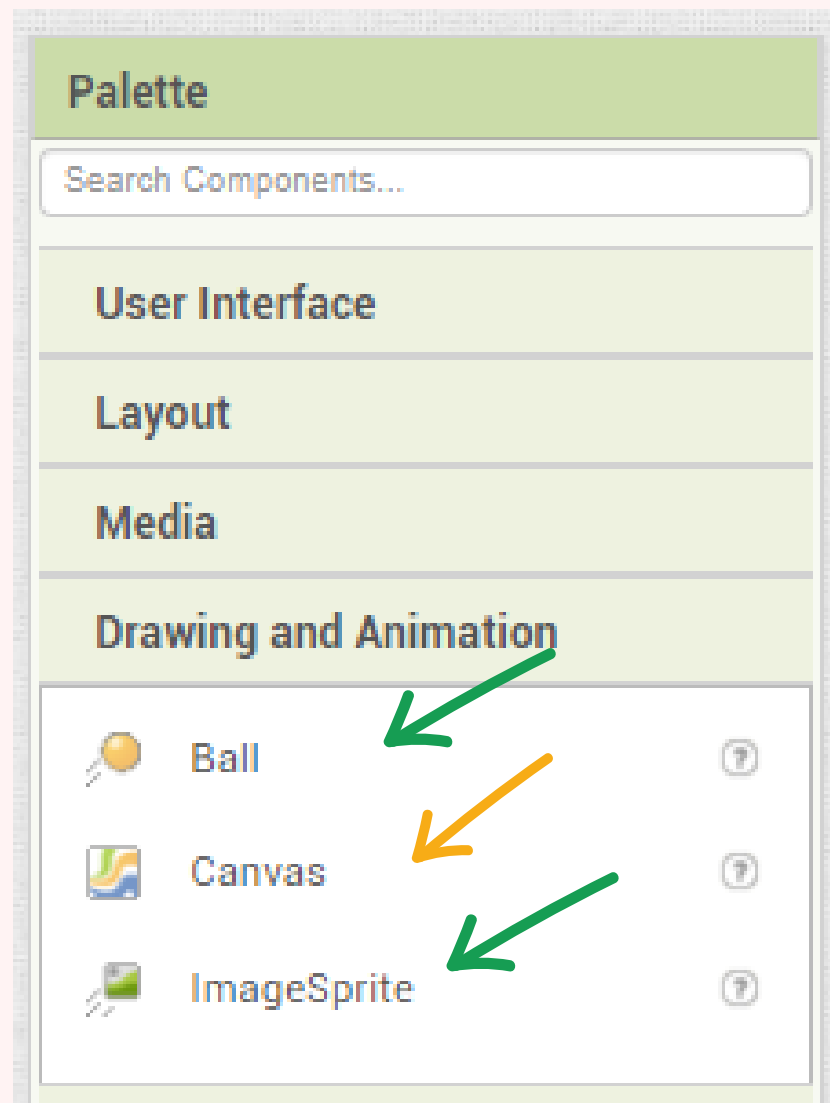 Palette
Search Components...
User Interface
Layout
Media
Drawing and Animation
Ball ?
Canvas ?
ImageSprite ?